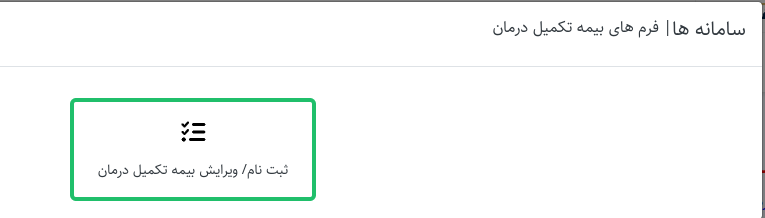 سامانه ها | فرم های بیمه تکمیل درمان
ثبت نام/ ویرایش بیمه تکمیل درمان